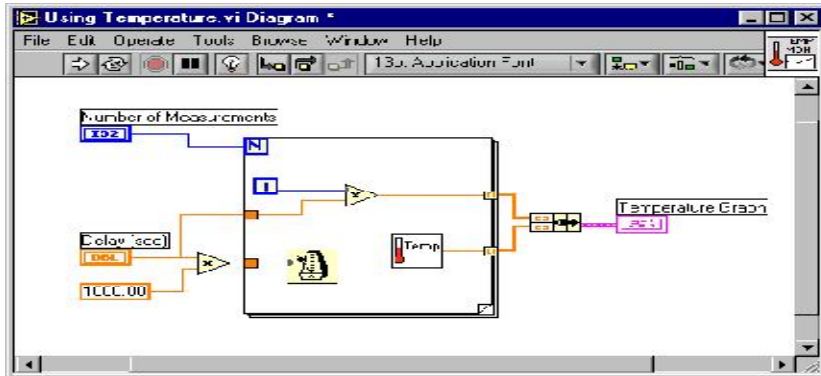 Using Temperature.vi Diagram *
File Edit Operate Tools Browse Window Help
13pt Application Font
Number of Measurements
I32
N
i
Delay (sec)
DBL
1000.00
Temp
Temperature Graph